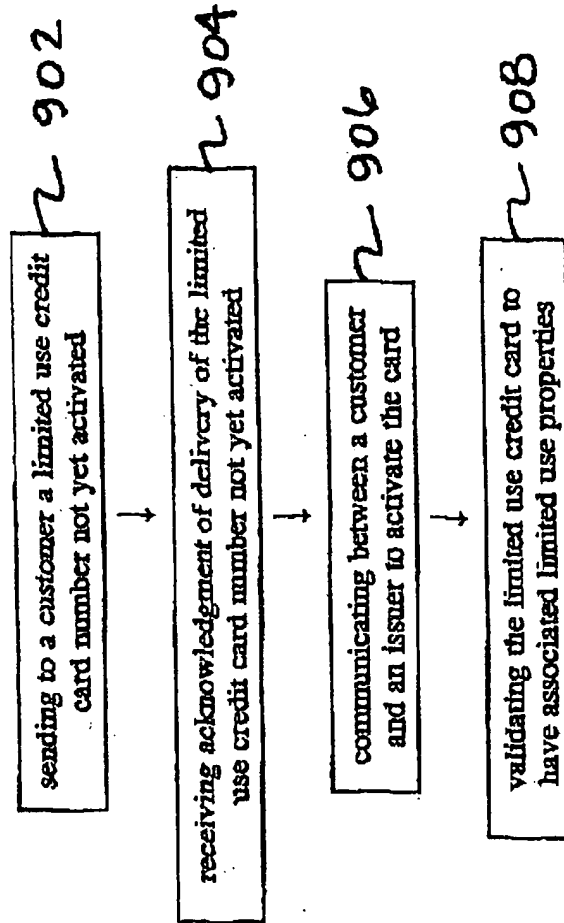 sending to a customer a limited use credit
card number not yet activated
902
receiving acknowledgment of delivery of the limited
use credit card number not yet activated
904
communicating between a customer
and an issuer to activate the card
906
validating the limited use credit card to
have associated limited use properties
908